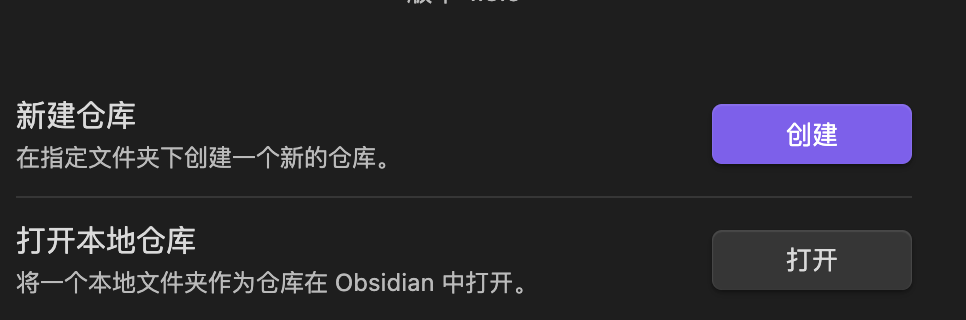 新建仓库
在指定文件夹下创建一个新的仓库。
创建
打开本地仓库
将一个本地文件夹作为仓库在 Obsidian 中打开。
打开